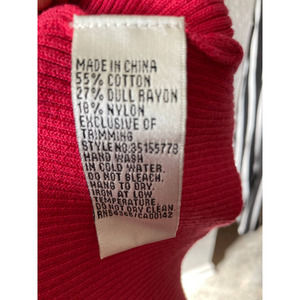 MADE IN CHINA
55% COTTON
27% DULL RAYON
18% NYLON
EXCLUSIVE OF
TRIMMING
STYLE NO.:35155778
HAND WASH
IN COLD WATER.
DO NOT BLEACH.
HANG TO DRY.
IRON AT LOW
TEMPERATURE.
DO NOT DRY CLEAN